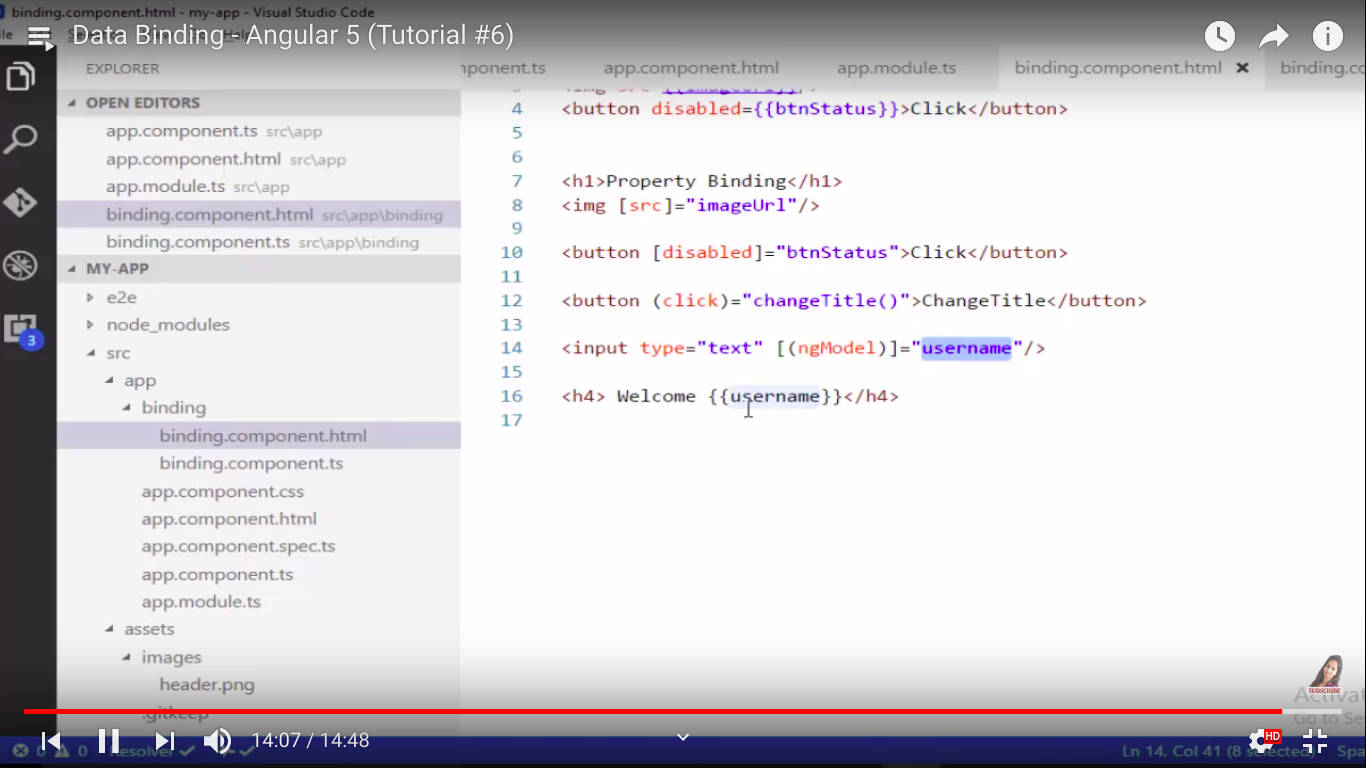 binding.component.html - my-app - Visual Studio Code
Data Binding - Angular 5 (Tutorial #6)
EXPLORER
ponent.ts app.component.html app.module.ts binding.component.html × binding.co
OPEN EDITORS
app.component.ts src\app
app.component.html src\app
app.module.ts src\app
binding.component.html src\app\binding
binding.component.ts src\app\binding
MY-APP
e2e
node_modules
src
app
binding
binding.component.html
binding.component.ts
app.component.css
app.component.html
app.component.spec.ts
app.component.ts
app.module.ts
assets
images
header.png
.gitkeep
4 <button disabled={{btnStatus}}>Click</button>
5
6
7 <h1>Property Binding</h1>
8 <img [src]="imageUrl"/>
9
10 <button [disabled]="btnStatus">Click</button>
11
12 <button (click)="changeTitle()">ChangeTitle</button>
13
14 <input type="text" [(ngModel)]="username"/>
15
16 <h4> Welcome {{username}}</h4>
17
3
SUBSCRIBE
Activat
Go to Se
14:07 / 14:48
HD
0 0 Resolver
Ln 14, Col 41 (8 selected) Spa